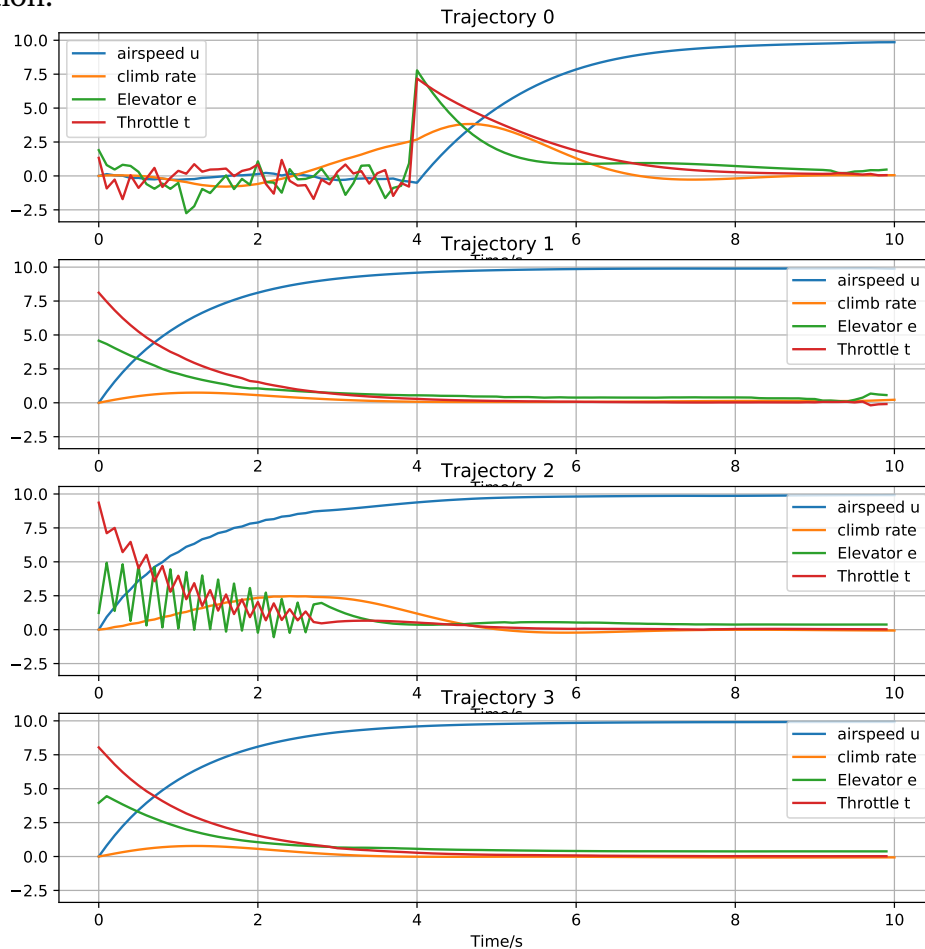 Trajectory 0
10.0
7.5
5.0
2.5
0.0
−2.5
airspeed u
climb rate
Elevator e
Throttle t
0 2 4 6 8 10
Trajectory 1
10.0
7.5
5.0
2.5
0.0
−2.5
airspeed u
climb rate
Elevator e
Throttle t
0 2 4 6 8 10
Trajectory 2
10.0
7.5
5.0
2.5
0.0
−2.5
airspeed u
climb rate
Elevator e
Throttle t
0 2 4 6 8 10
Trajectory 3
10.0
7.5
5.0
2.5
0.0
−2.5
airspeed u
climb rate
Elevator e
Throttle t
0 2 4 6 8 10
Time/s